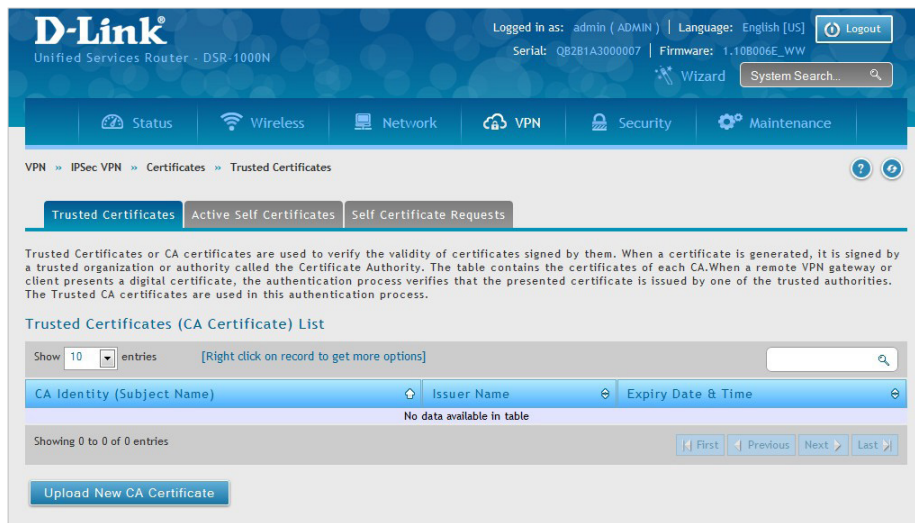 D-Link®
Unified Services Router - DSR-1000N
Logged in as: admin ( ADMIN ) | Language: English [US]
Logout
Serial: QB2B1A3000007 | Firmware: 1.10B006E_WW
Wizard
System Search...
Status
Wireless
Network
VPN
Security
Maintenance
VPN » IPSec VPN » Certificates » Trusted Certificates
Trusted Certificates
Active Self Certificates
Self Certificate Requests
Trusted Certificates or CA certificates are used to verify the validity of certificates signed by them. When a certificate is generated, it is signed by
a trusted organization or authority called the Certificate Authority. The table contains the certificates of each CA.When a remote VPN gateway or
client presents a digital certificate, the authentication process verifies that the presented certificate is issued by one of the trusted authorities.
The Trusted CA certificates are used in this authentication process.
Trusted Certificates (CA Certificate) List
Show 10 entries
[Right click on record to get more options]
CA Identity (Subject Name)
Issuer Name
Expiry Date & Time
No data available in table
Showing 0 to 0 of 0 entries
First
Previous
Next
Last
Upload New CA Certificate